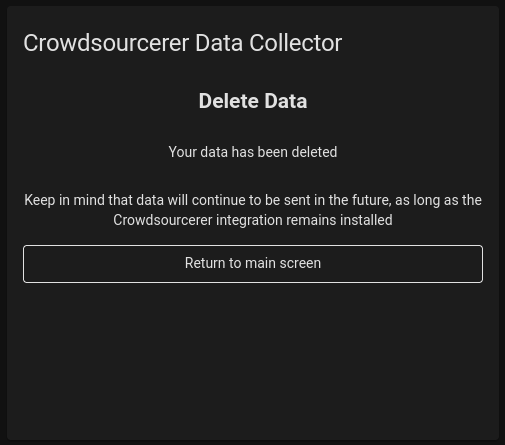 Crowdsourcerer Data Collector
Delete Data
Your data has been deleted
Keep in mind that data will continue to be sent in the future, as long as the
Crowdsourcerer integration remains installed
Return to main screen